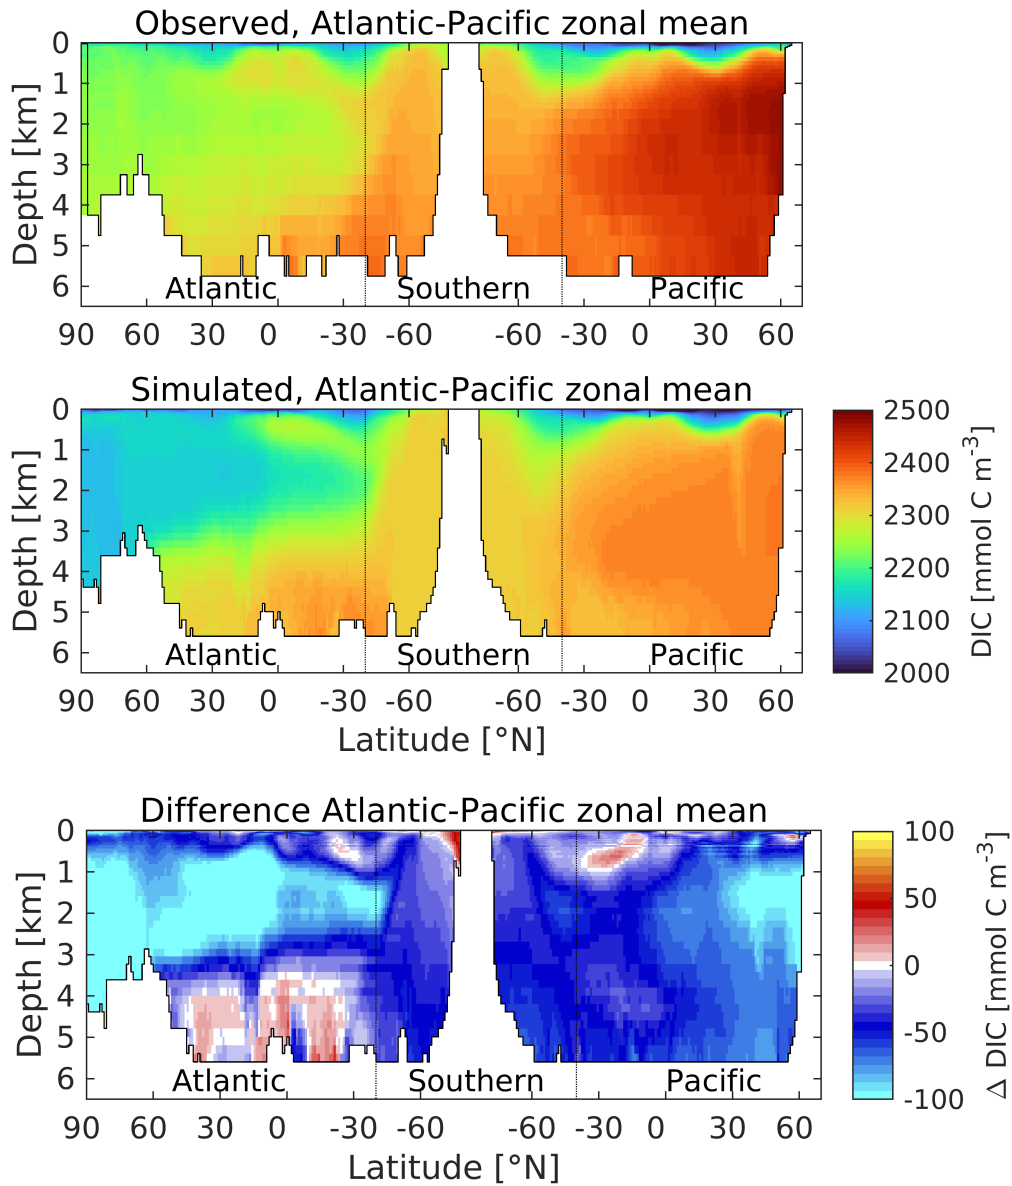 Observed, Atlantic-Pacific zonal mean
0
1
2
3
4
5
6
Depth [km]
Atlantic Southern Pacific
90 60 30 0 -30 -60 -60 -30 0 30 60
Simulated, Atlantic-Pacific zonal mean
0
1
2
3
4
5
6
Depth [km]
Atlantic Southern Pacific
90 60 30 0 -30 -60 -60 -30 0 30 60
Latitude [°N]
2500
2400
2300
2200
2100
2000
DIC [mmol C m-3]
Difference Atlantic-Pacific zonal mean
0
1
2
3
4
5
6
Depth [km]
Atlantic Southern Pacific
90 60 30 0 -30 -60 -60 -30 0 30 60
Latitude [°N]
100
50
0
-50
-100
Δ DIC [mmol C m-3]